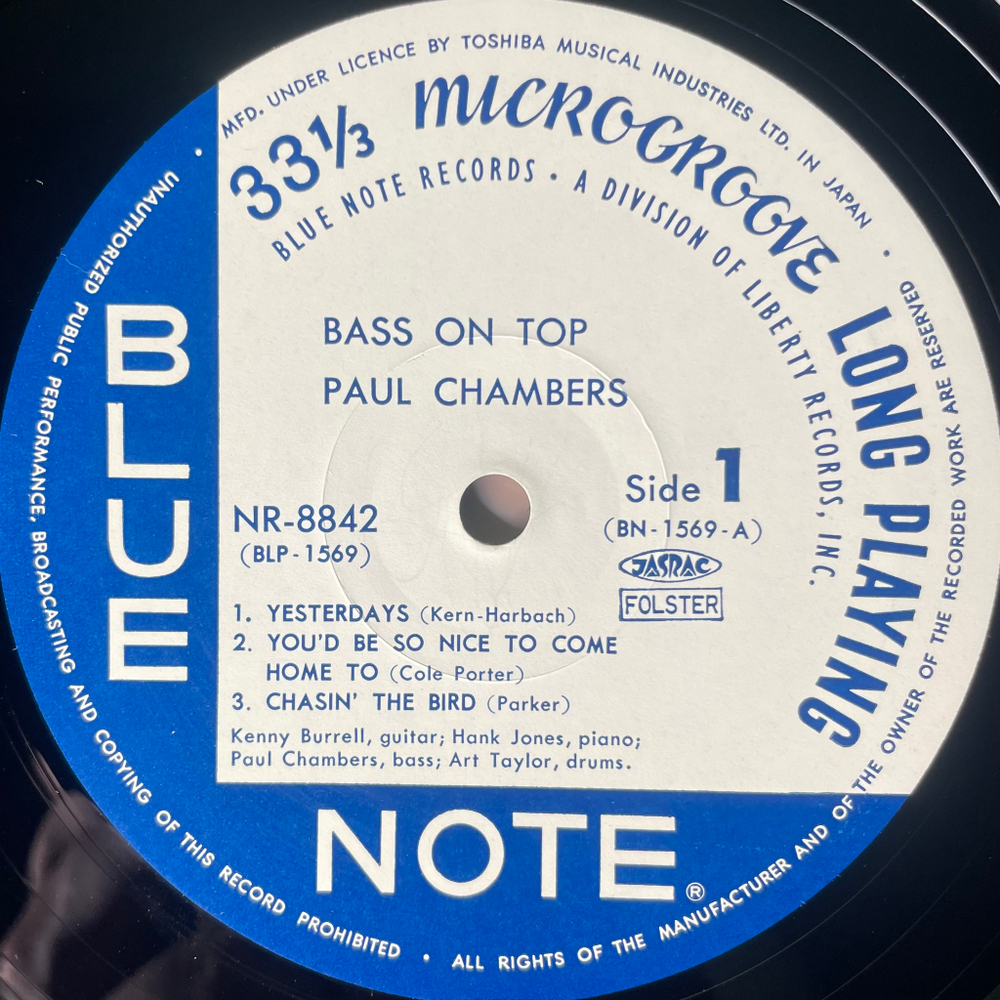 MFD. UNDER LICENCE BY TOSHIBA MUSICAL INDUSTRIES LTD. IN JAPAN
33⅓ MICROGROOVE LONG PLAYING
BLUE NOTE RECORDS · A DIVISION OF LIBERTY RECORDS, INC.
BASS ON TOP
PAUL CHAMBERS
Side 1
NR-8842
(BN-1569-A)
(BLP-1569)
JASRAC
FOLSTER
1. YESTERDAYS (Kern-Harbach)
2. YOU'D BE SO NICE TO COME
HOME TO (Cole Porter)
3. CHASIN' THE BIRD (Parker)
Kenny Burrell, guitar; Hank Jones, piano;
Paul Chambers, bass; Art Taylor, drums.
BLUE
NOTE®
UNAUTHORIZED PUBLIC PERFORMANCE, BROADCASTING AND COPYING OF THIS RECORD PROHIBITED · ALL RIGHTS OF THE MANUFACTURER AND OF THE OWNER OF THE RECORDED WORK ARE RESERVED ·